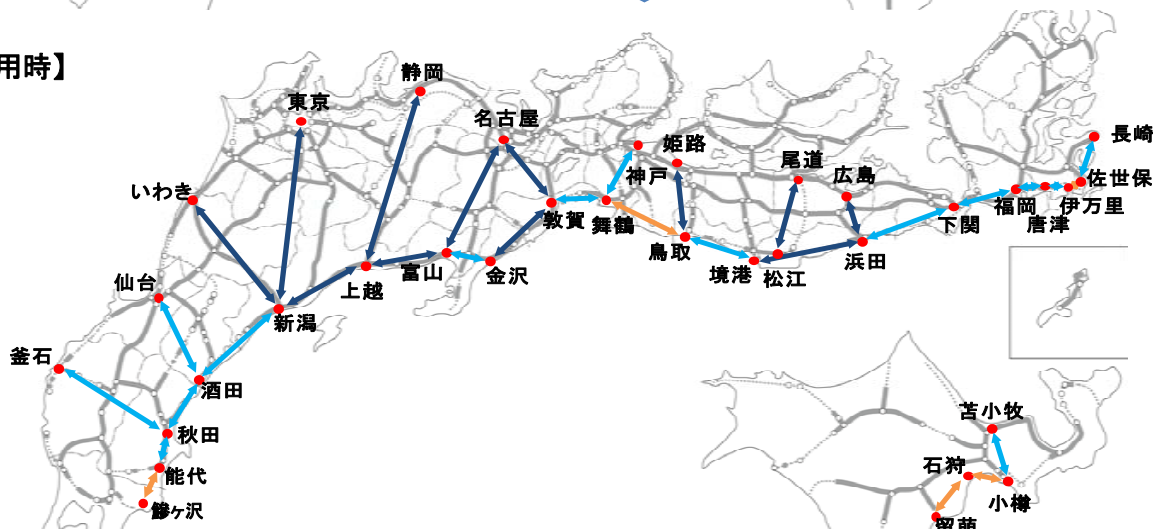 用時】
静岡
東京
名古屋
長崎
姫路
尾道
広島
神戸
いわき
佐世保
伊万里
福岡
唐津
下関
敦賀
舞鶴
鳥取
境港
松江
浜田
金沢
富山
上越
仙台
新潟
釜石
酒田
秋田
能代
鰺ヶ沢
苫小牧
石狩
小樽
留萌